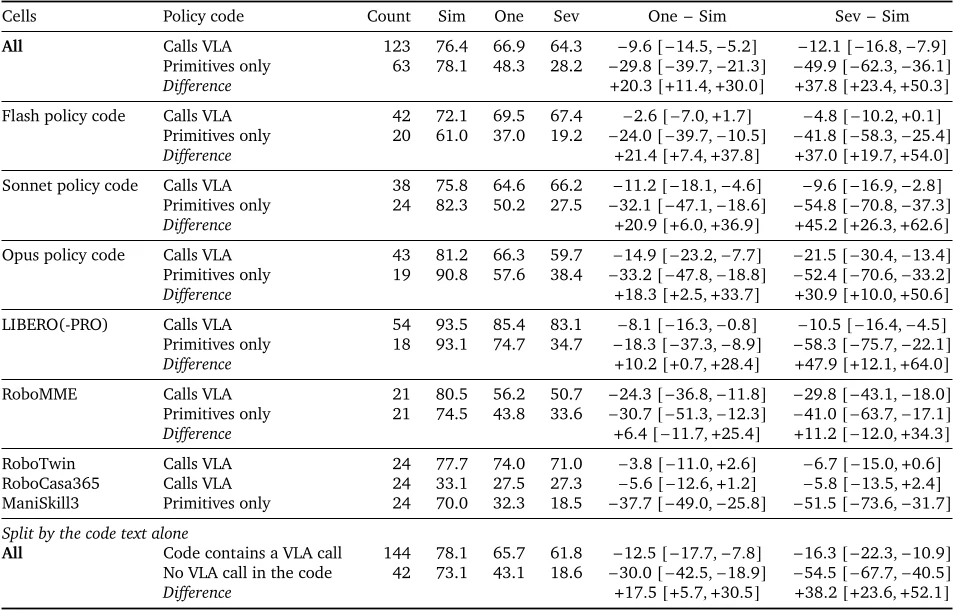 Cells Policy code Count Sim One Sev One − Sim Sev − Sim
All Calls VLA 123 76.4 66.9 64.3 −9.6 [−14.5, −5.2] −12.1 [−16.8, −7.9]
Primitives only 63 78.1 48.3 28.2 −29.8 [−39.7, −21.3] −49.9 [−62.3, −36.1]
Difference +20.3 [+11.4, +30.0] +37.8 [+23.4, +50.3]
Flash policy code Calls VLA 42 72.1 69.5 67.4 −2.6 [−7.0, +1.7] −4.8 [−10.2, +0.1]
Primitives only 20 61.0 37.0 19.2 −24.0 [−39.7, −10.5] −41.8 [−58.3, −25.4]
Difference +21.4 [+7.4, +37.8] +37.0 [+19.7, +54.0]
Sonnet policy code Calls VLA 38 75.8 64.6 66.2 −11.2 [−18.1, −4.6] −9.6 [−16.9, −2.8]
Primitives only 24 82.3 50.2 27.5 −32.1 [−47.1, −18.6] −54.8 [−70.8, −37.3]
Difference +20.9 [+6.0, +36.9] +45.2 [+26.3, +62.6]
Opus policy code Calls VLA 43 81.2 66.3 59.7 −14.9 [−23.2, −7.7] −21.5 [−30.4, −13.4]
Primitives only 19 90.8 57.6 38.4 −33.2 [−47.8, −18.8] −52.4 [−70.6, −33.2]
Difference +18.3 [+2.5, +33.7] +30.9 [+10.0, +50.6]
LIBERO(-PRO) Calls VLA 54 93.5 85.4 83.1 −8.1 [−16.3, −0.8] −10.5 [−16.4, −4.5]
Primitives only 18 93.1 74.7 34.7 −18.3 [−37.3, −8.9] −58.3 [−75.7, −22.1]
Difference +10.2 [+0.7, +28.4] +47.9 [+12.1, +64.0]
RoboMME Calls VLA 21 80.5 56.2 50.7 −24.3 [−36.8, −11.8] −29.8 [−43.1, −18.0]
Primitives only 21 74.5 43.8 33.6 −30.7 [−51.3, −12.3] −41.0 [−63.7, −17.1]
Difference +6.4 [−11.7, +25.4] +11.2 [−12.0, +34.3]
RoboTwin Calls VLA 24 77.7 74.0 71.0 −3.8 [−11.0, +2.6] −6.7 [−15.0, +0.6]
RoboCasa365 Calls VLA 24 33.1 27.5 27.3 −5.6 [−12.6, +1.2] −5.8 [−13.5, +2.4]
ManiSkill3 Primitives only 24 70.0 32.3 18.5 −37.7 [−49.0, −25.8] −51.5 [−73.6, −31.7]
Split by the code text alone
All Code contains a VLA call 144 78.1 65.7 61.8 −12.5 [−17.7, −7.8] −16.3 [−22.3, −10.9]
No VLA call in the code 42 73.1 43.1 18.6 −30.0 [−42.5, −18.9] −54.5 [−67.7, −40.5]
Difference +17.5 [+5.7, +30.5] +38.2 [+23.6, +52.1]